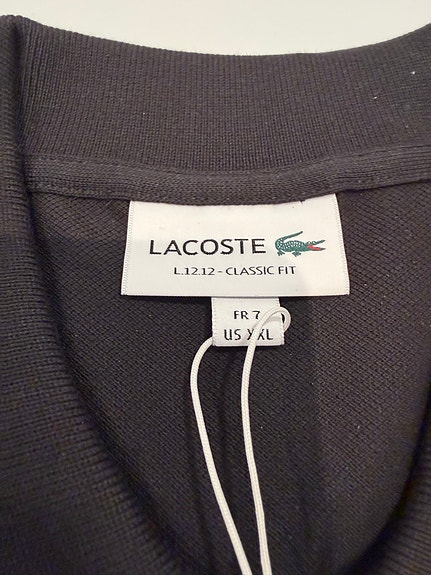 LACOSTE
L.12.12 - CLASSIC FIT
FR 7
US XXL